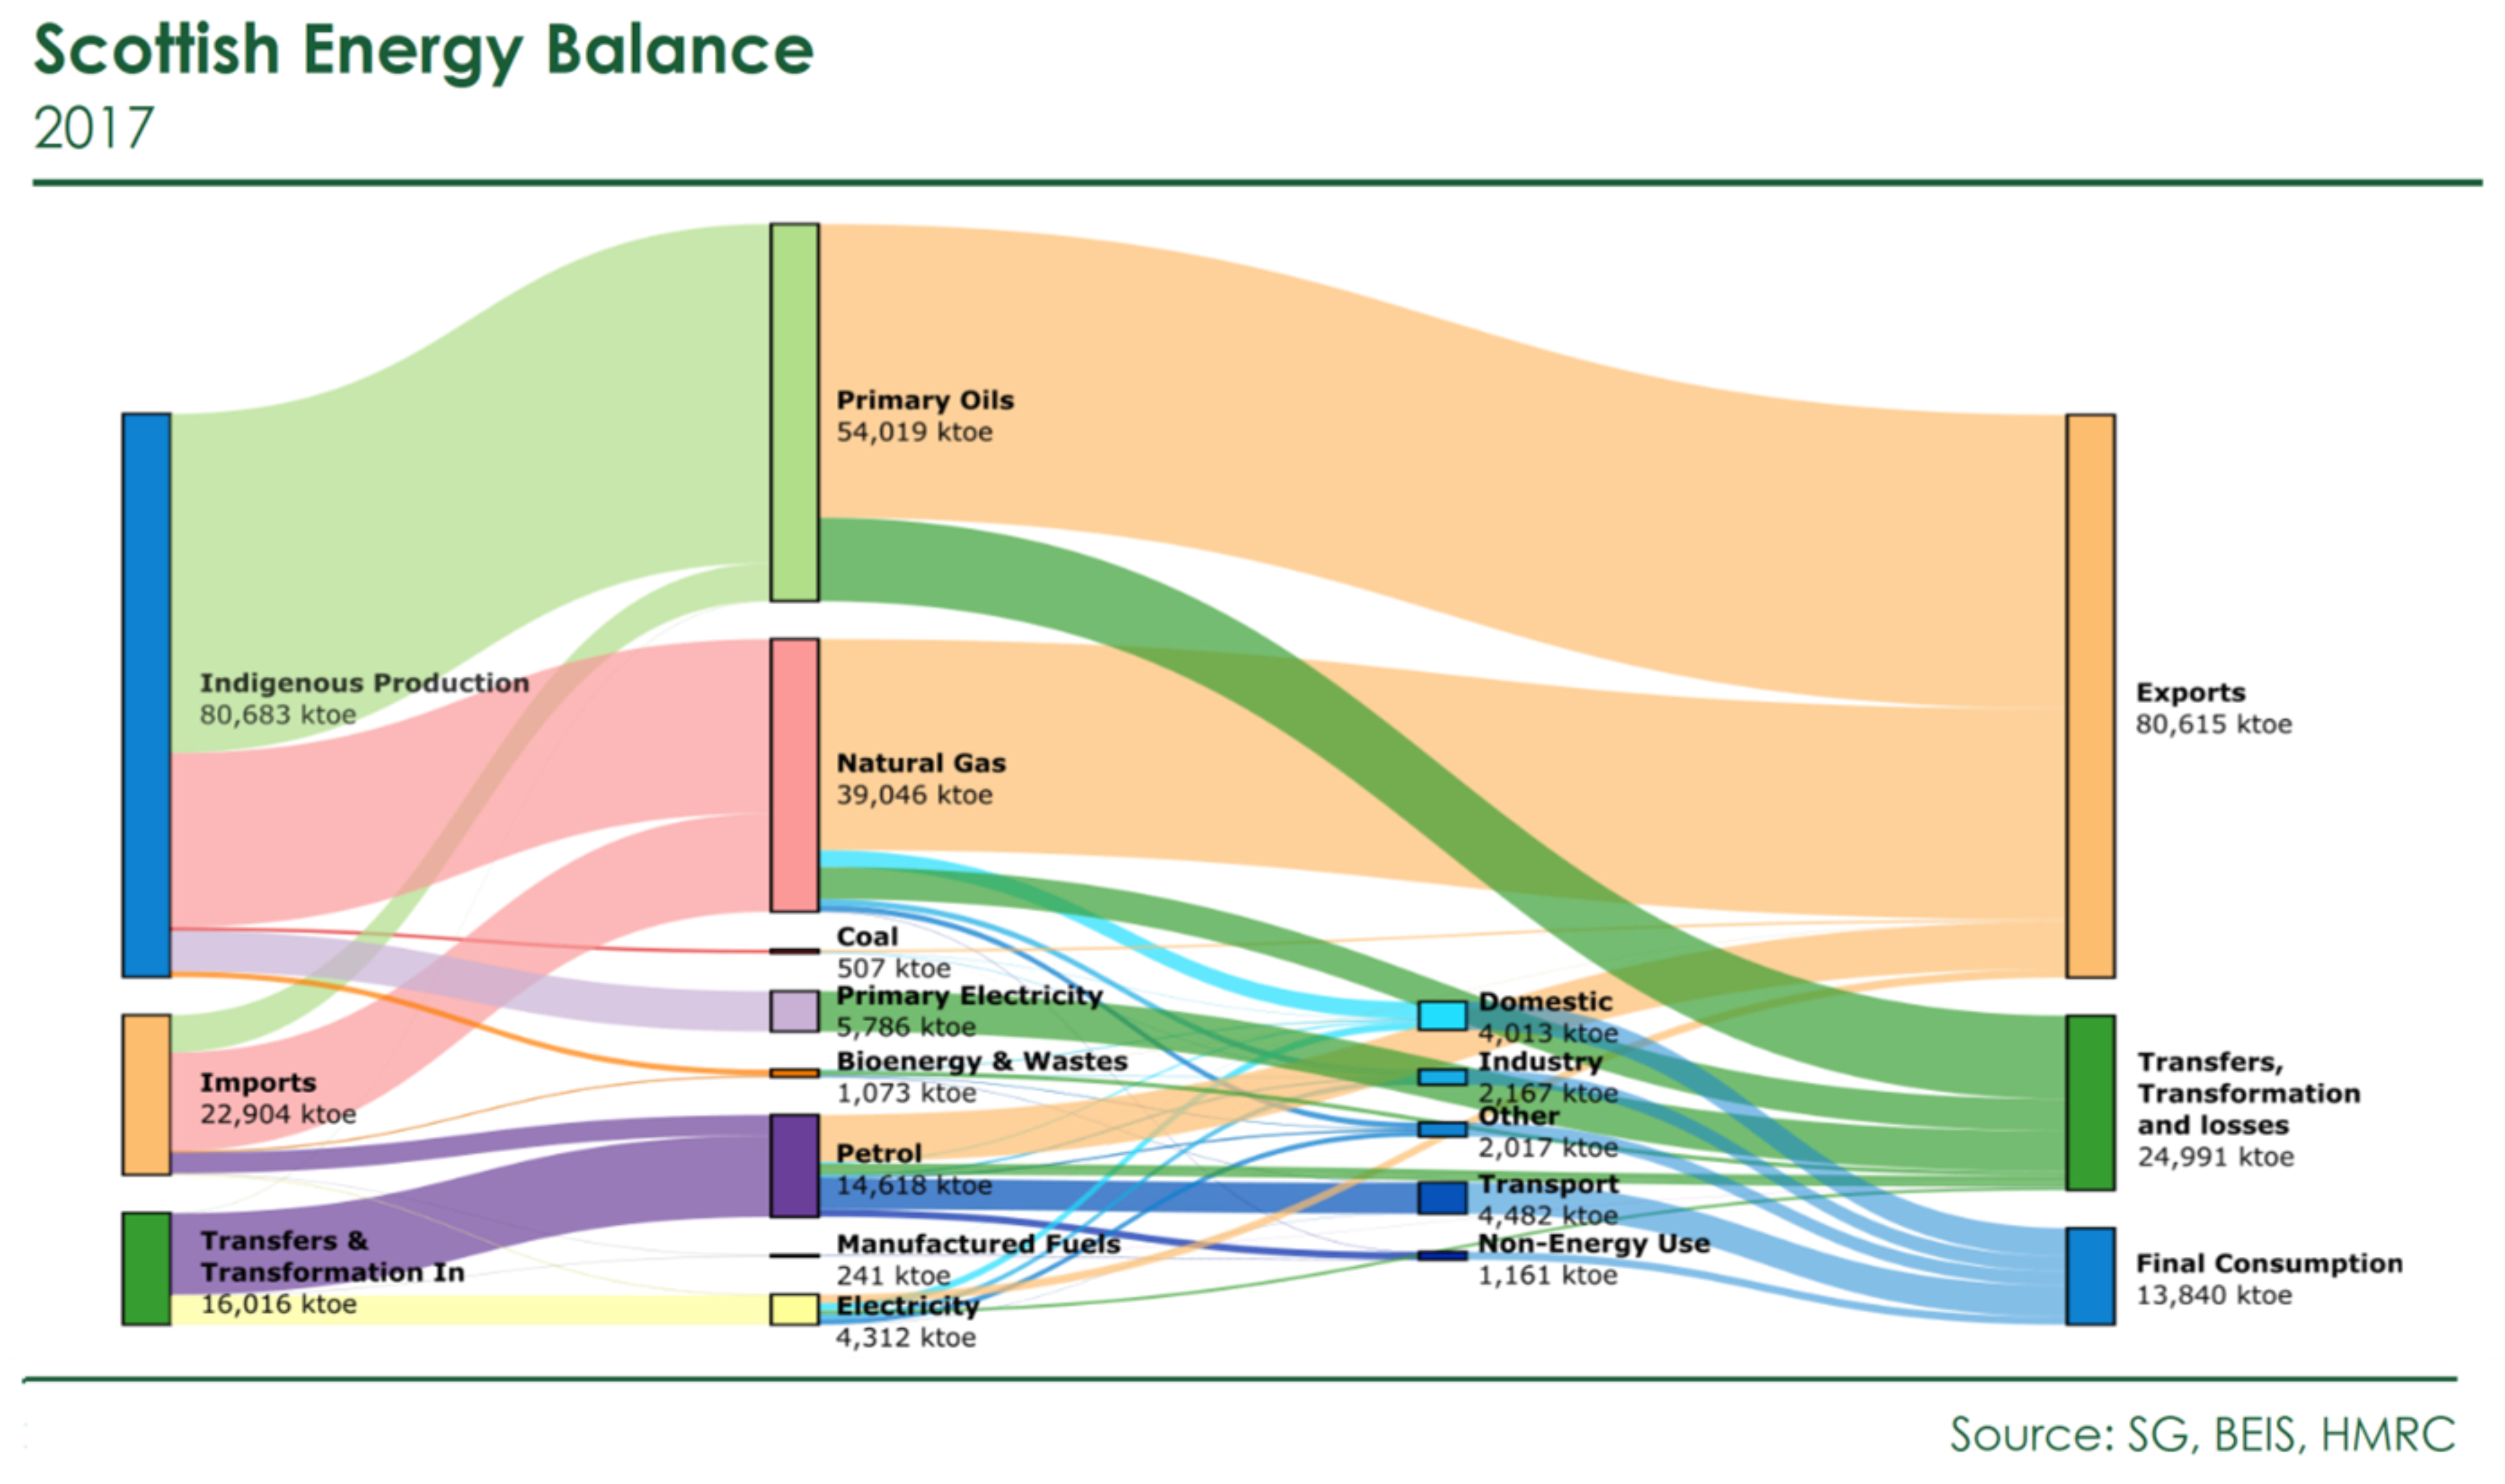 Scottish Energy Balance
2017
Indigenous Production
80,683 ktoe
Imports
22,904 ktoe
Transfers &
Transformation In
16,016 ktoe
Primary Oils
54,019 ktoe
Natural Gas
39,046 ktoe
Coal
507 ktoe
Primary Electricity
5,786 ktoe
Bioenergy & Wastes
1,073 ktoe
Petrol
14,618 ktoe
Manufactured Fuels
241 ktoe
Electricity
4,312 ktoe
Domestic
4,013 ktoe
Industry
2,167 ktoe
Other
2,017 ktoe
Transport
4,482 ktoe
Non-Energy Use
1,161 ktoe
Exports
80,615 ktoe
Transfers,
Transformation
and losses
24,991 ktoe
Final Consumption
13,840 ktoe
Source: SG, BEIS, HMRC